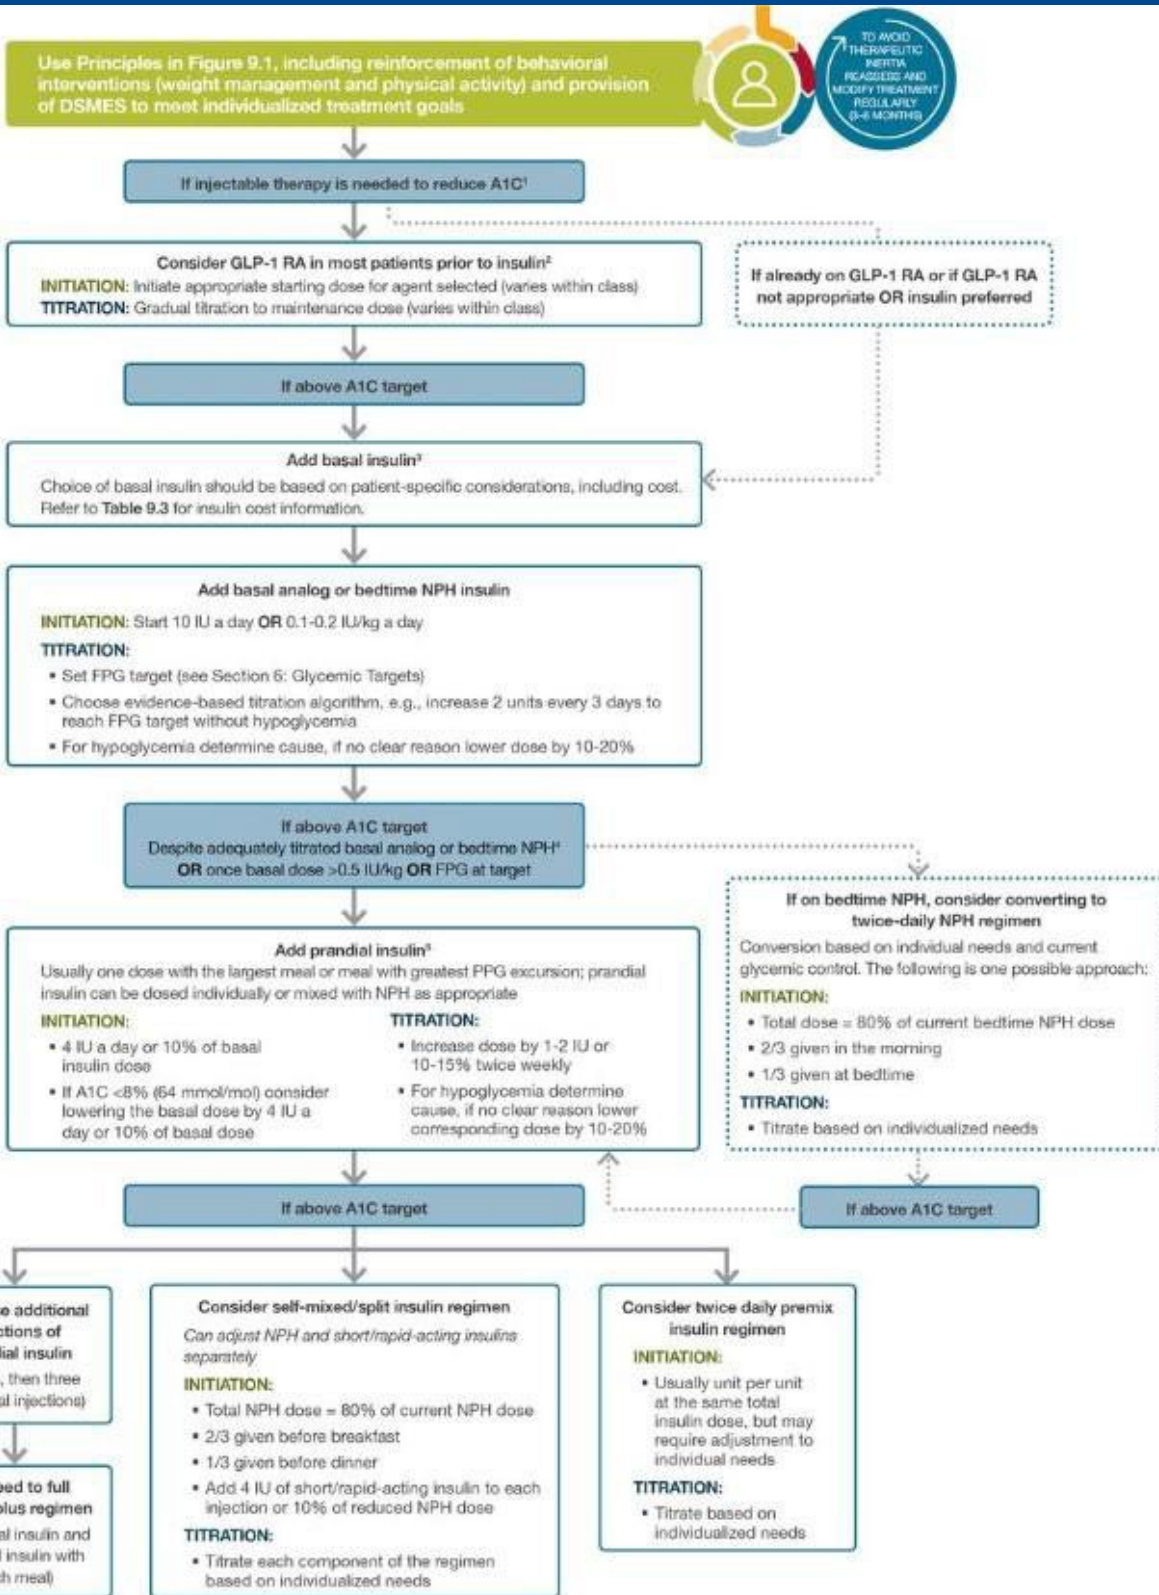 Use Principles in Figure 9.1, including reinforcement of behavioral
interventions (weight management and physical activity) and provision
of DSMES to meet individualized treatment goals
TO AVOID
THERAPEUTIC
INERTIA
REASSESS AND
MODIFY TREATMENT
REGULARLY
(3-6 MONTHS)
If injectable therapy is needed to reduce A1C¹
Consider GLP-1 RA in most patients prior to insulin²
INITIATION: Initiate appropriate starting dose for agent selected (varies within class)
TITRATION: Gradual titration to maintenance dose (varies within class)
If already on GLP-1 RA or if GLP-1 RA
not appropriate OR insulin preferred
If above A1C target
Add basal insulin³
Choice of basal insulin should be based on patient-specific considerations, including cost.
Refer to Table 9.3 for insulin cost information.
Add basal analog or bedtime NPH insulin
INITIATION: Start 10 IU a day OR 0.1-0.2 IU/kg a day
TITRATION:
▪ Set FPG target (see Section 6: Glycemic Targets)
▪ Choose evidence-based titration algorithm, e.g., increase 2 units every 3 days to
reach FPG target without hypoglycemia
▪ For hypoglycemia determine cause, if no clear reason lower dose by 10-20%
If above A1C target
Despite adequately titrated basal analog or bedtime NPH⁴
OR once basal dose >0.5 IU/kg OR FPG at target
If on bedtime NPH, consider converting to
twice-daily NPH regimen
Conversion based on individual needs and current
glycemic control. The following is one possible approach:
INITIATION:
▪ Total dose = 80% of current bedtime NPH dose
▪ 2/3 given in the morning
▪ 1/3 given at bedtime
TITRATION:
▪ Titrate based on individualized needs
Add prandial insulin⁵
Usually one dose with the largest meal or meal with greatest PPG excursion; prandial
insulin can be dosed individually or mixed with NPH as appropriate
INITIATION:
▪ 4 IU a day or 10% of basal
insulin dose
▪ If A1C <8% (64 mmol/mol) consider
lowering the basal dose by 4 IU a
day or 10% of basal dose
TITRATION:
▪ Increase dose by 1-2 IU or
10-15% twice weekly
▪ For hypoglycemia determine
cause, if no clear reason lower
corresponding dose by 10-20%
If above A1C target
If above A1C target
additional
of
insulin
then three
injections)
to full
plus regimen
insulin and
insulin with
meal)
Consider self-mixed/split insulin regimen
Can adjust NPH and short/rapid-acting insulins
separately
INITIATION:
▪ Total NPH dose = 80% of current NPH dose
▪ 2/3 given before breakfast
▪ 1/3 given before dinner
▪ Add 4 IU of short/rapid-acting insulin to each
injection or 10% of reduced NPH dose
TITRATION:
▪ Titrate each component of the regimen
based on individualized needs
Consider twice daily premix
insulin regimen
INITIATION:
▪ Usually unit per unit
at the same total
insulin dose, but may
require adjustment to
individual needs
TITRATION:
▪ Titrate based on
individualized needs